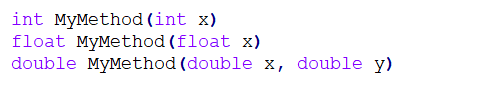 int MyMethod(int x)
float MyMethod(float x)
double MyMethod(double x, double y)